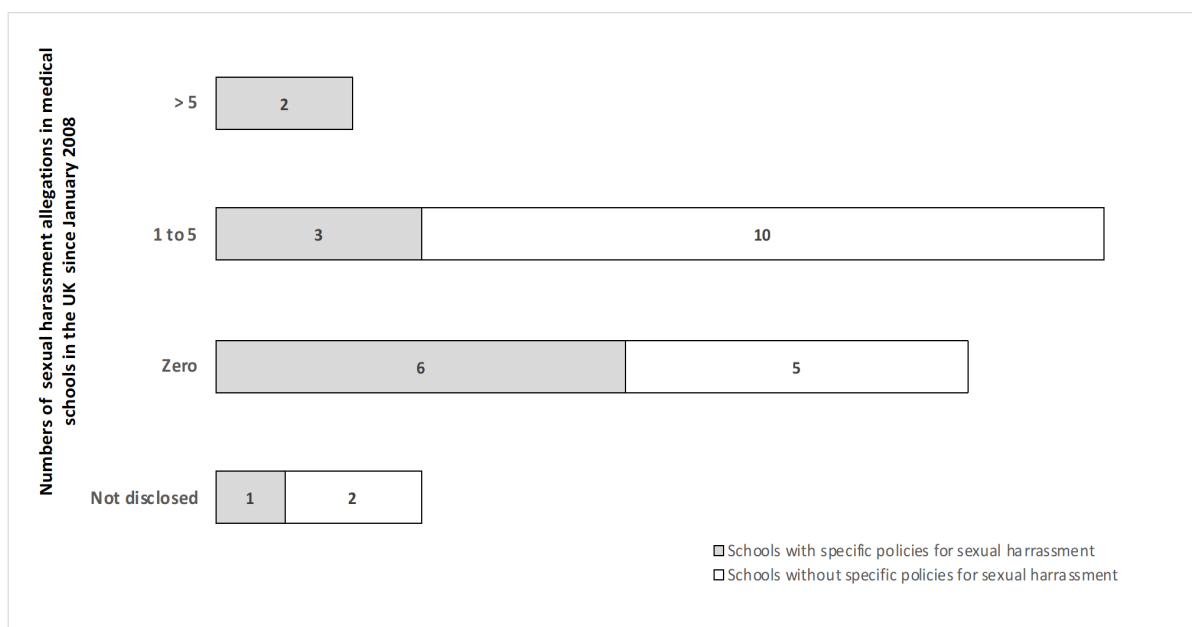 Numbers of sexual harassment allegations in medical
schools in the UK since January 2008
> 5
2
1 to 5
3
10
Zero
6
5
Not disclosed
1
2
Schools with specific policies for sexual harrassment
Schools without specific policies for sexual harrassment